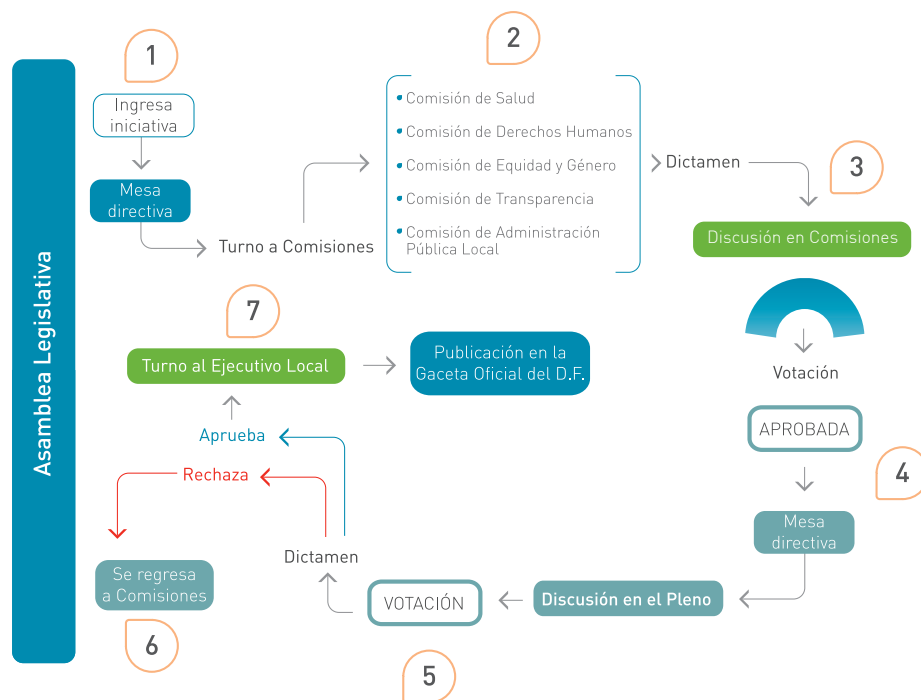 Asamblea Legislativa
1
Ingresa
iniciativa
Mesa
directiva
Turno a Comisiones
2
• Comisión de Salud
• Comisión de Derechos Humanos
• Comisión de Equidad y Género
• Comisión de Transparencia
• Comisión de Administración
Pública Local
Dictamen
3
Discusión en Comisiones
Votación
APROBADA
4
Mesa
directiva
Discusión en el Pleno
VOTACIÓN
5
Dictamen
Rechaza
Se regresa
a Comisiones
6
Aprueba
7
Turno al Ejecutivo Local
Publicación en la
Gaceta Oficial del D.F.